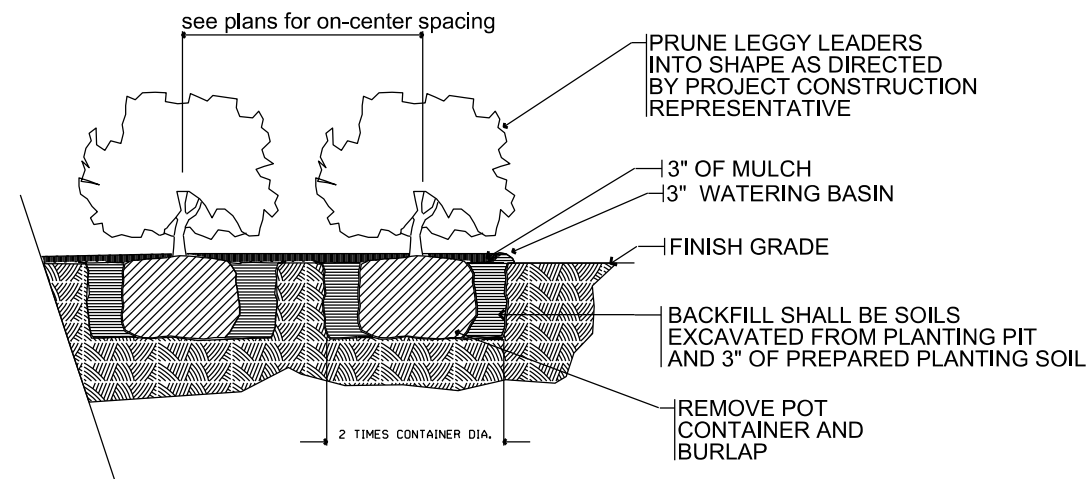 see plans for on-center spacing
PRUNE LEGGY LEADERS
INTO SHAPE AS DIRECTED
BY PROJECT CONSTRUCTION
REPRESENTATIVE
3" OF MULCH
3" WATERING BASIN
FINISH GRADE
BACKFILL SHALL BE SOILS
EXCAVATED FROM PLANTING PIT
AND 3" OF PREPARED PLANTING SOIL
REMOVE POT
CONTAINER AND
BURLAP
2 TIMES CONTAINER DIA.